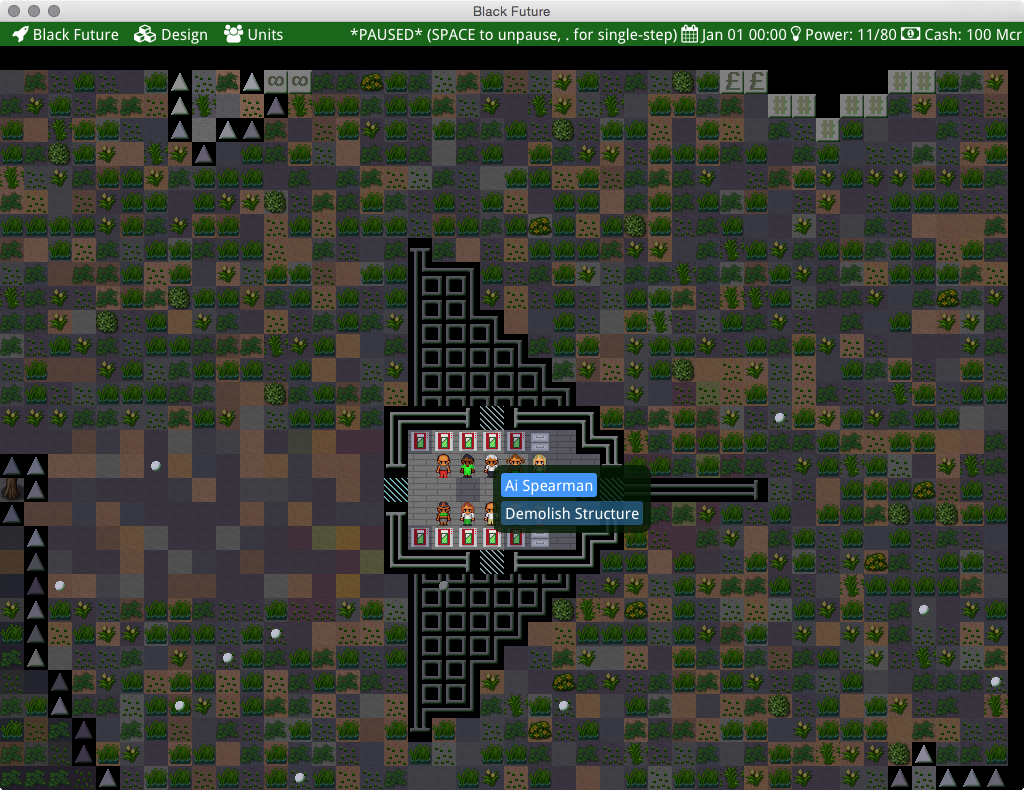 Black Future
Black Future Design Units *PAUSED* (SPACE to unpause, . for single-step) Jan 01 00:00 Power: 11/80 Cash: 100 Mcr
∞ ∞
£ £
Ai Spearman
Demolish Structure